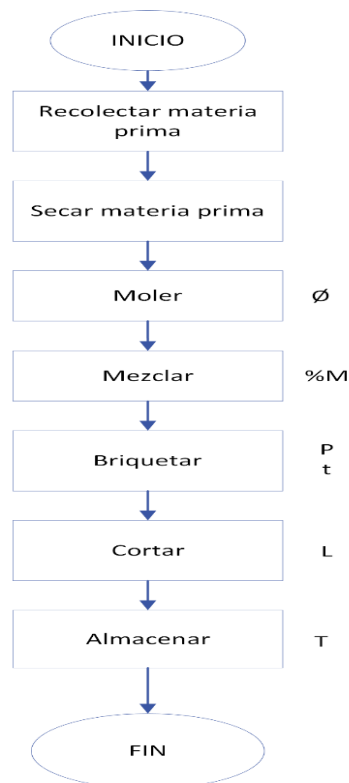 INICIO
Recolectar materia
prima
Secar materia prima
Moler
Ø
Mezclar
%M
Briquetar
P
t
Cortar
L
Almacenar
T
FIN